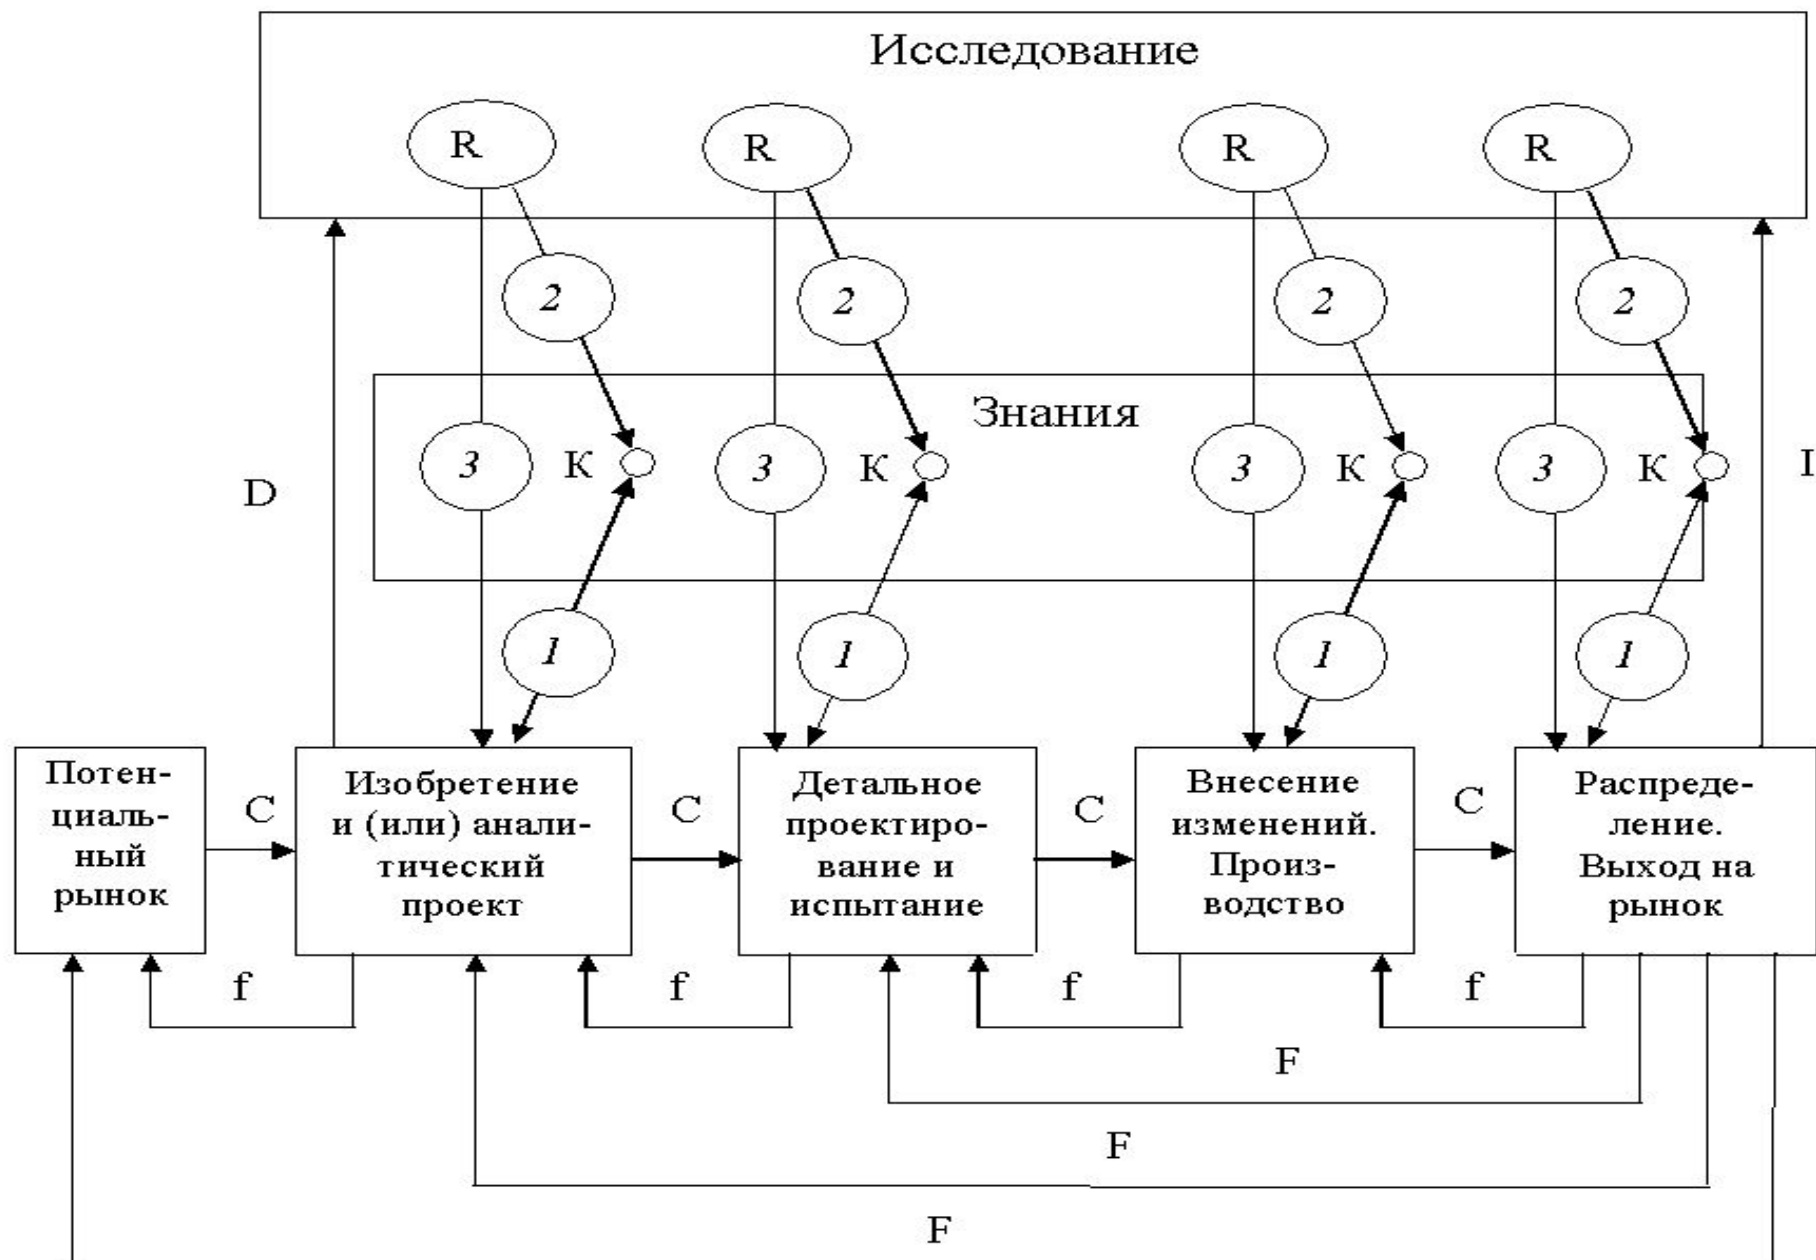 Исследование
R R R R
2 2 2 2
Знания
3 К 3 К 3 К 3 К
D I
1 1 1 1
Потен-
циаль-
ный
рынок
C
Изобретение
и (или) анали-
тический
проект
C
Детальное
проектиро-
вание и
испытание
C
Внесение
изменений.
Произ-
водство
C
Распреде-
ление.
Выход на
рынок
f f f f
F
F
F